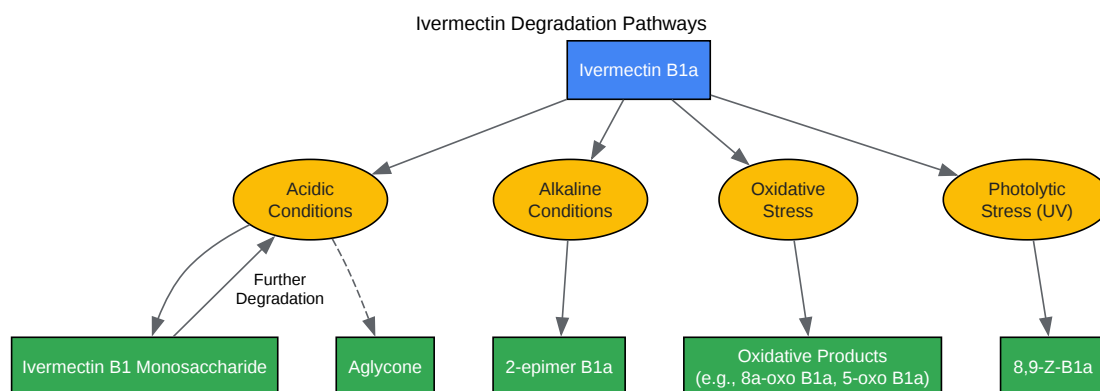 Ivermectin Degradation Pathways
Ivermectin B1a
Acidic
Conditions
Alkaline
Conditions
Oxidative
Stress
Photolytic
Stress (UV)
Further
Degradation
Ivermectin B1 Monosaccharide
Aglycone
2-epimer B1a
Oxidative Products
(e.g., 8a-oxo B1a, 5-oxo B1a)
8,9-Z-B1a